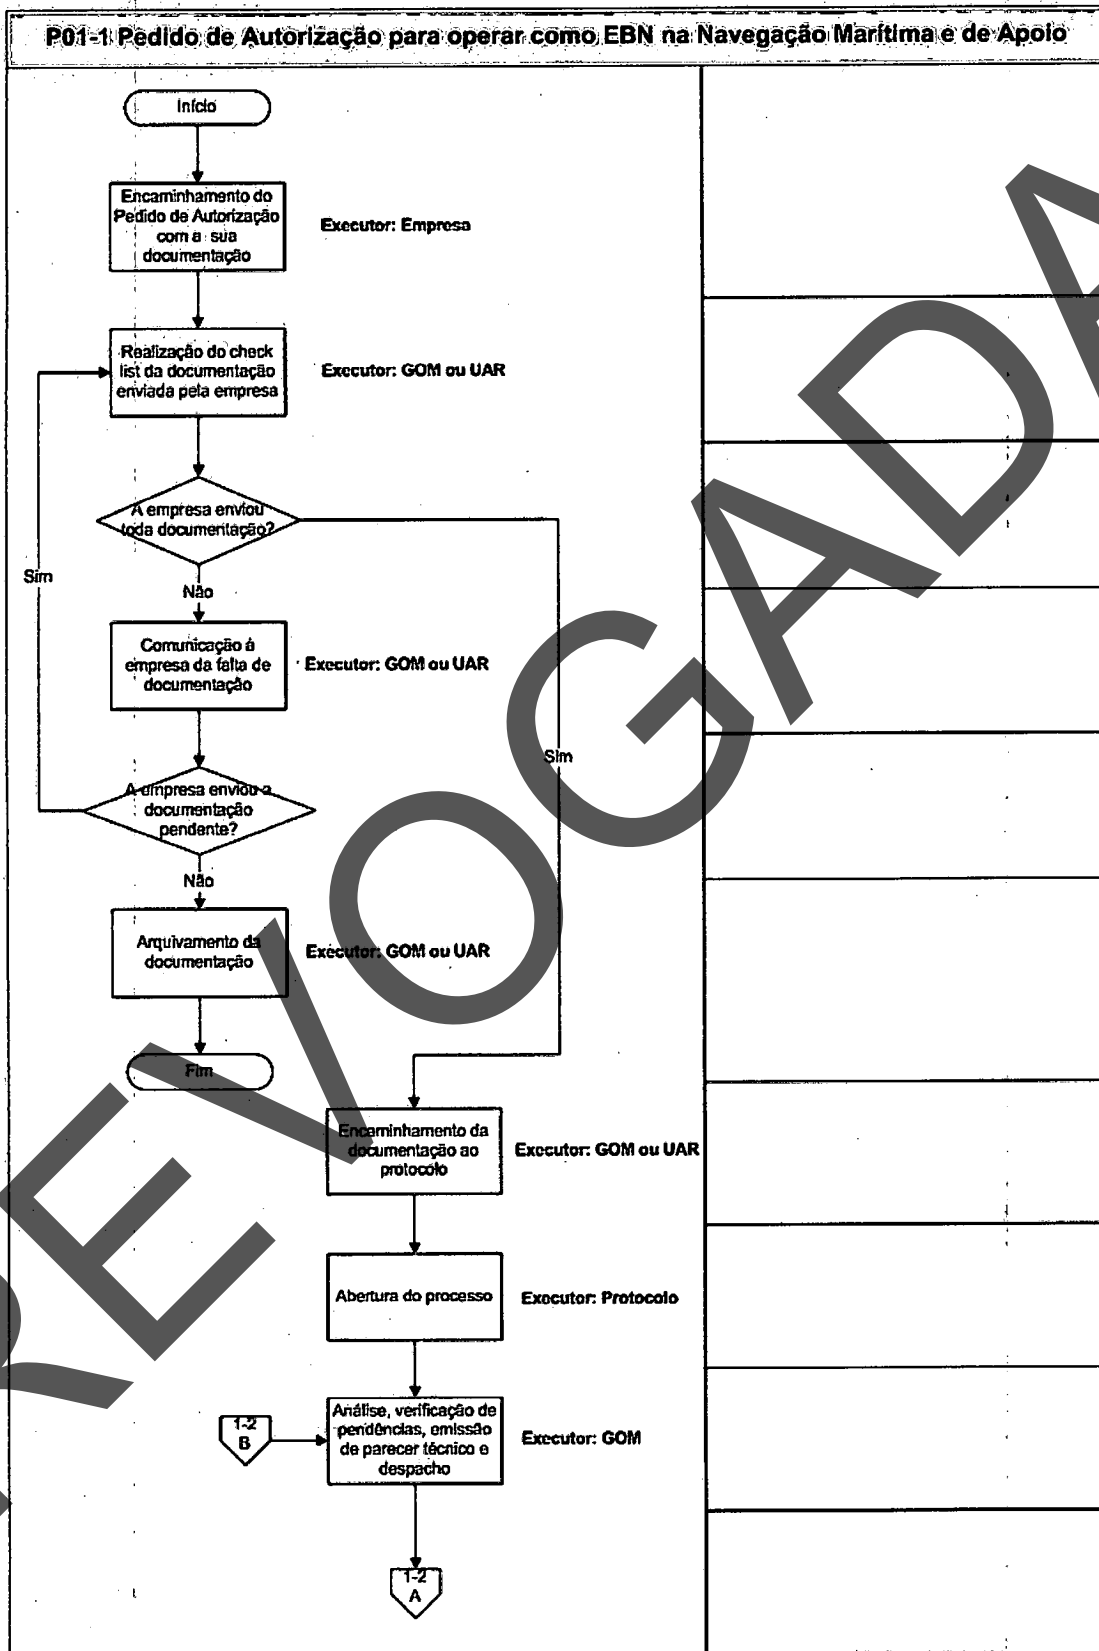 P01-1 Pedido de Autorização para operar como EBN na Navegação Marítima e de Apoio
Início
Encaminhamento do
Pedido de Autorização
com a sua
documentação
Executor: Empresa
Realização do check
list da documentação
enviada pela empresa
Executor: GOM ou UAR
A empresa enviou
toda documentação?
Sim
Não
Comunicação à
empresa da falta de
documentação
Executor: GOM ou UAR
Sim
A empresa enviou a
documentação
pendente?
Não
Arquivamento da
documentação
Executor: GOM ou UAR
Fim
Encaminhamento da
documentação ao
protocolo
Executor: GOM ou UAR
Abertura do processo
Executor: Protocolo
Análise, verificação de
pendências, emissão
de parecer técnico e
despacho
Executor: GOM
1-2
B
1-2
A
REVOGADA